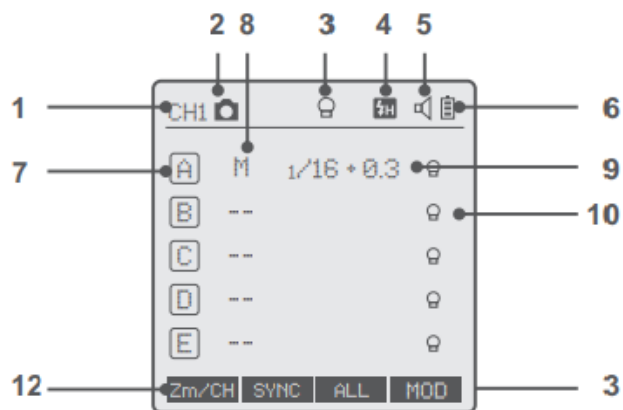 2 8 3 4 5
1 CH1 H 6
7 A M 1/16+0.3 9
B -- 10
C --
D --
E --
12 Zm/CH SYNC ALL MOD 3